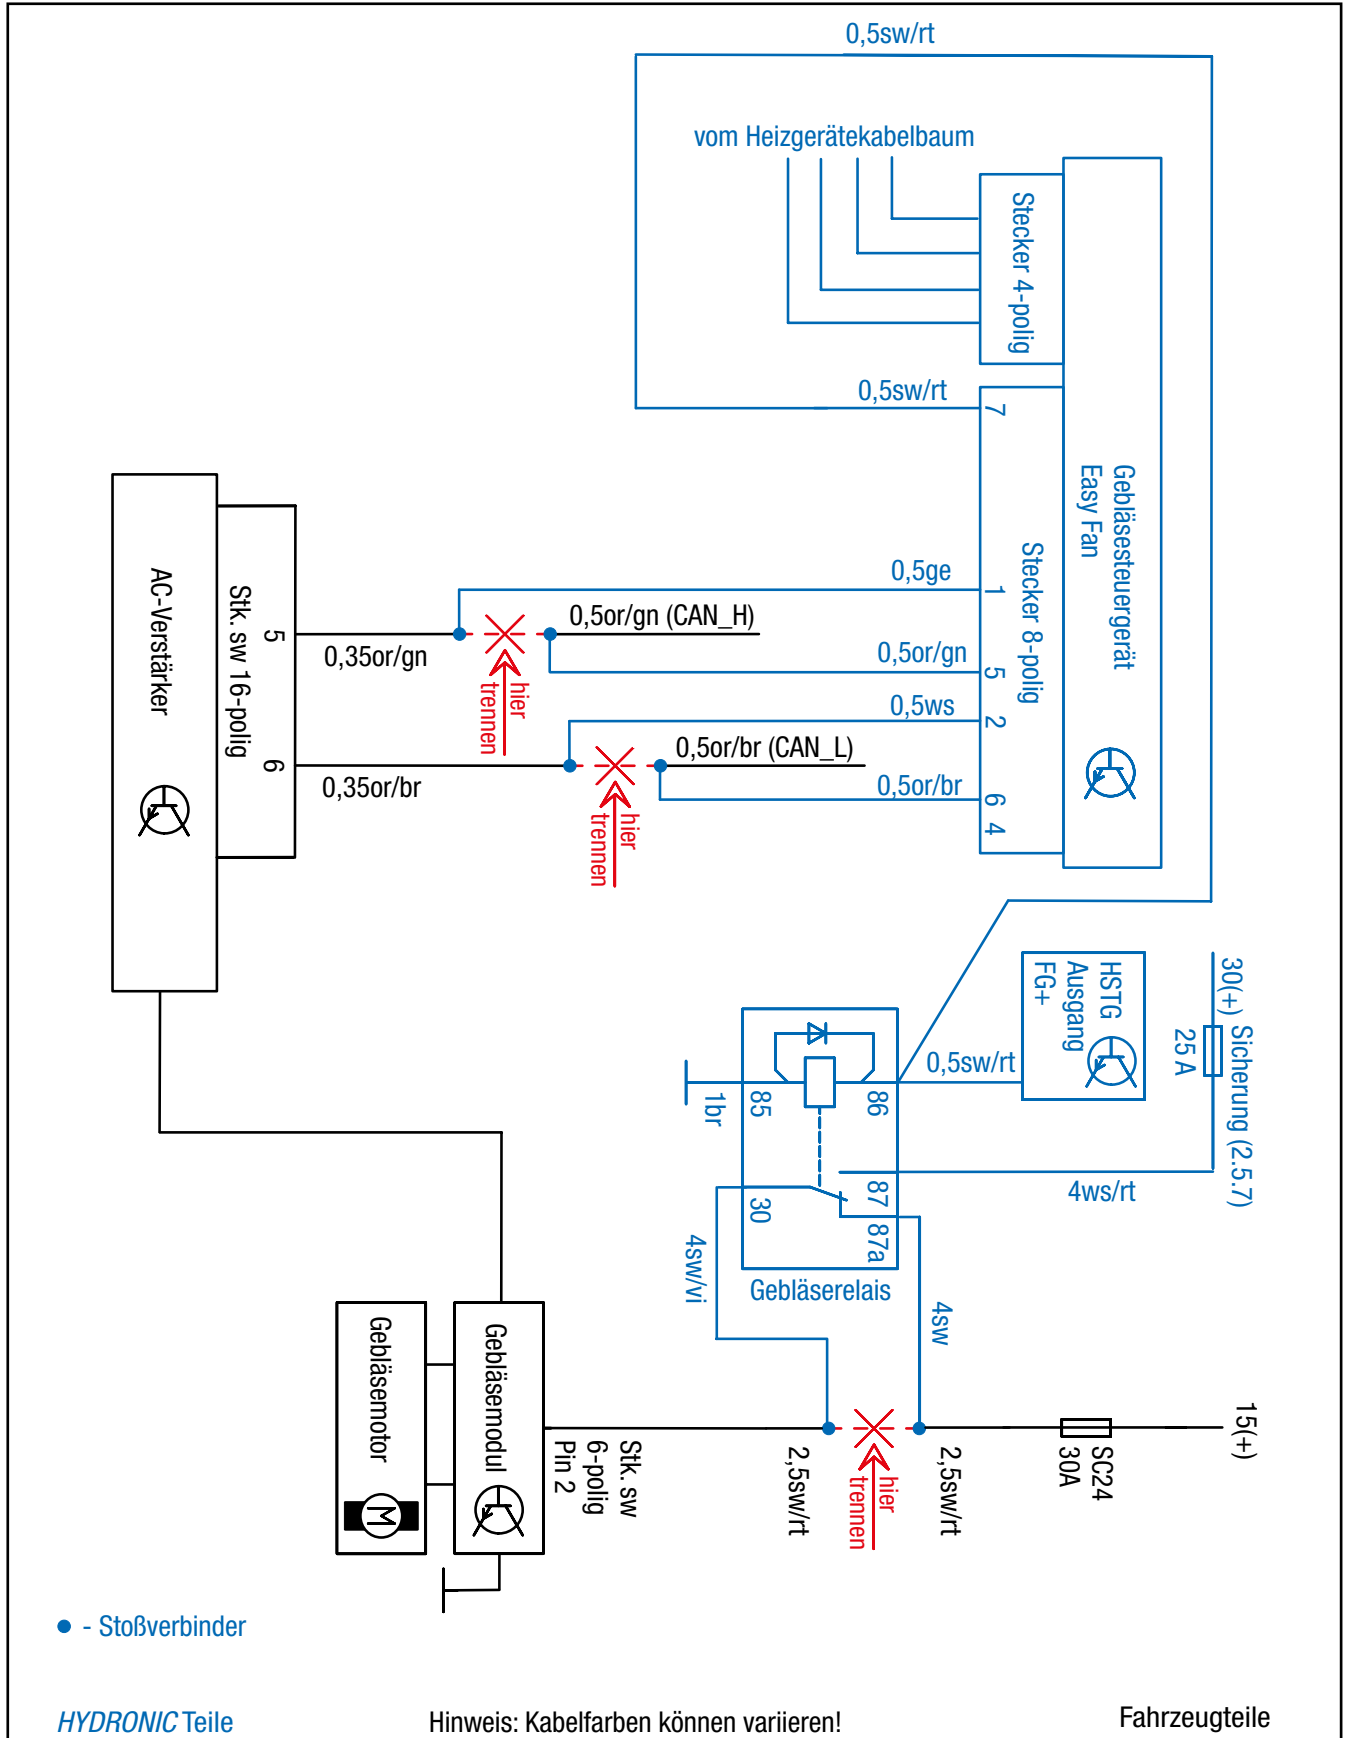 0,5sw/rt
vom Heizgerätekabelbaum
Stecker 4-polig
0,5sw/rt
7
Gebläsesteuergerät
Easy Fan
Stecker 8-polig
0,5ge
1
0,5or/gn (CAN_H)
5
0,35or/gn
0,5or/gn
5
hier
trennen
0,5ws
2
Stk. sw 16-polig
AC-Verstärker
6
0,35or/br
0,5or/br (CAN_L)
0,5or/br
6
4
hier
trennen
30(+) Sicherung (2.5.7)
25 A
HSTG
Ausgang
FG+
0,5sw/rt
86
85
1br
87
4ws/rt
30
87a
4sw/vi
Gebläserelais
4sw
15(+)
SC24
30A
Gebläsemotor
M
Gebläsemodul
Stk. sw
6-polig
Pin 2
2,5sw/rt
hier
trennen
2,5sw/rt
- Stoßverbinder
HYDRONIC Teile
Hinweis: Kabelfarben können variieren!
Fahrzeugteile